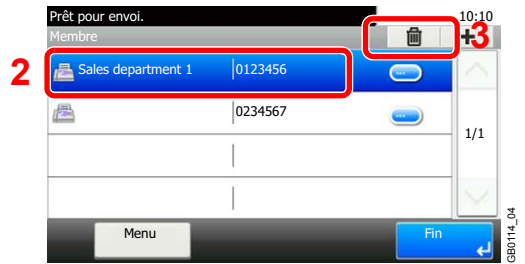 Prêt pour envoi. 10:10
Membre 3
2 Sales department 1 0123456
0234567
1/1
Menu Fin
GB0114_04